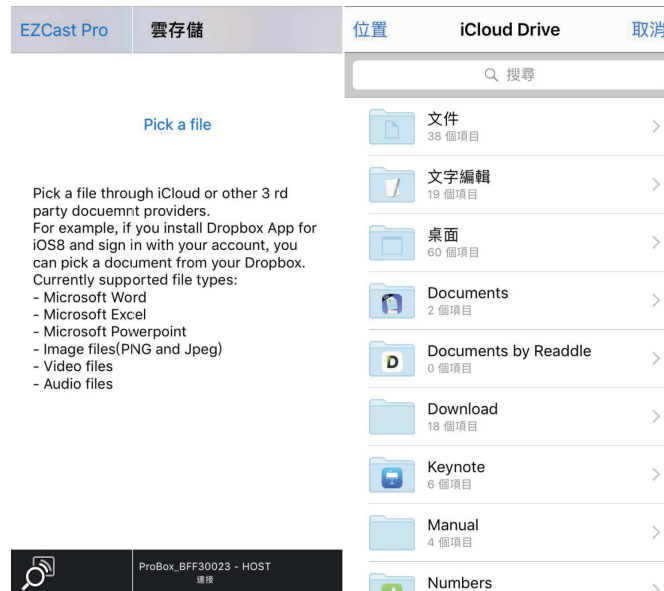 EZCast Pro
雲存儲
Pick a file
Pick a file through iCloud or other 3 rd
party docuemnt providers.
For example, if you install Dropbox App for
iOS8 and sign in with your account, you
can pick a document from your Dropbox.
Currently supported file types:
- Microsoft Word
- Microsoft Excel
- Microsoft Powerpoint
- Image files(PNG and Jpeg)
- Video files
- Audio files
ProBox_BFF30023 - HOST
連接
位置
iCloud Drive
取消
搜尋
文件
38 個項目
文字編輯
19 個項目
桌面
60 個項目
Documents
2 個項目
Documents by Readdle
0 個項目
Download
18 個項目
Keynote
6 個項目
Manual
4 個項目
Numbers